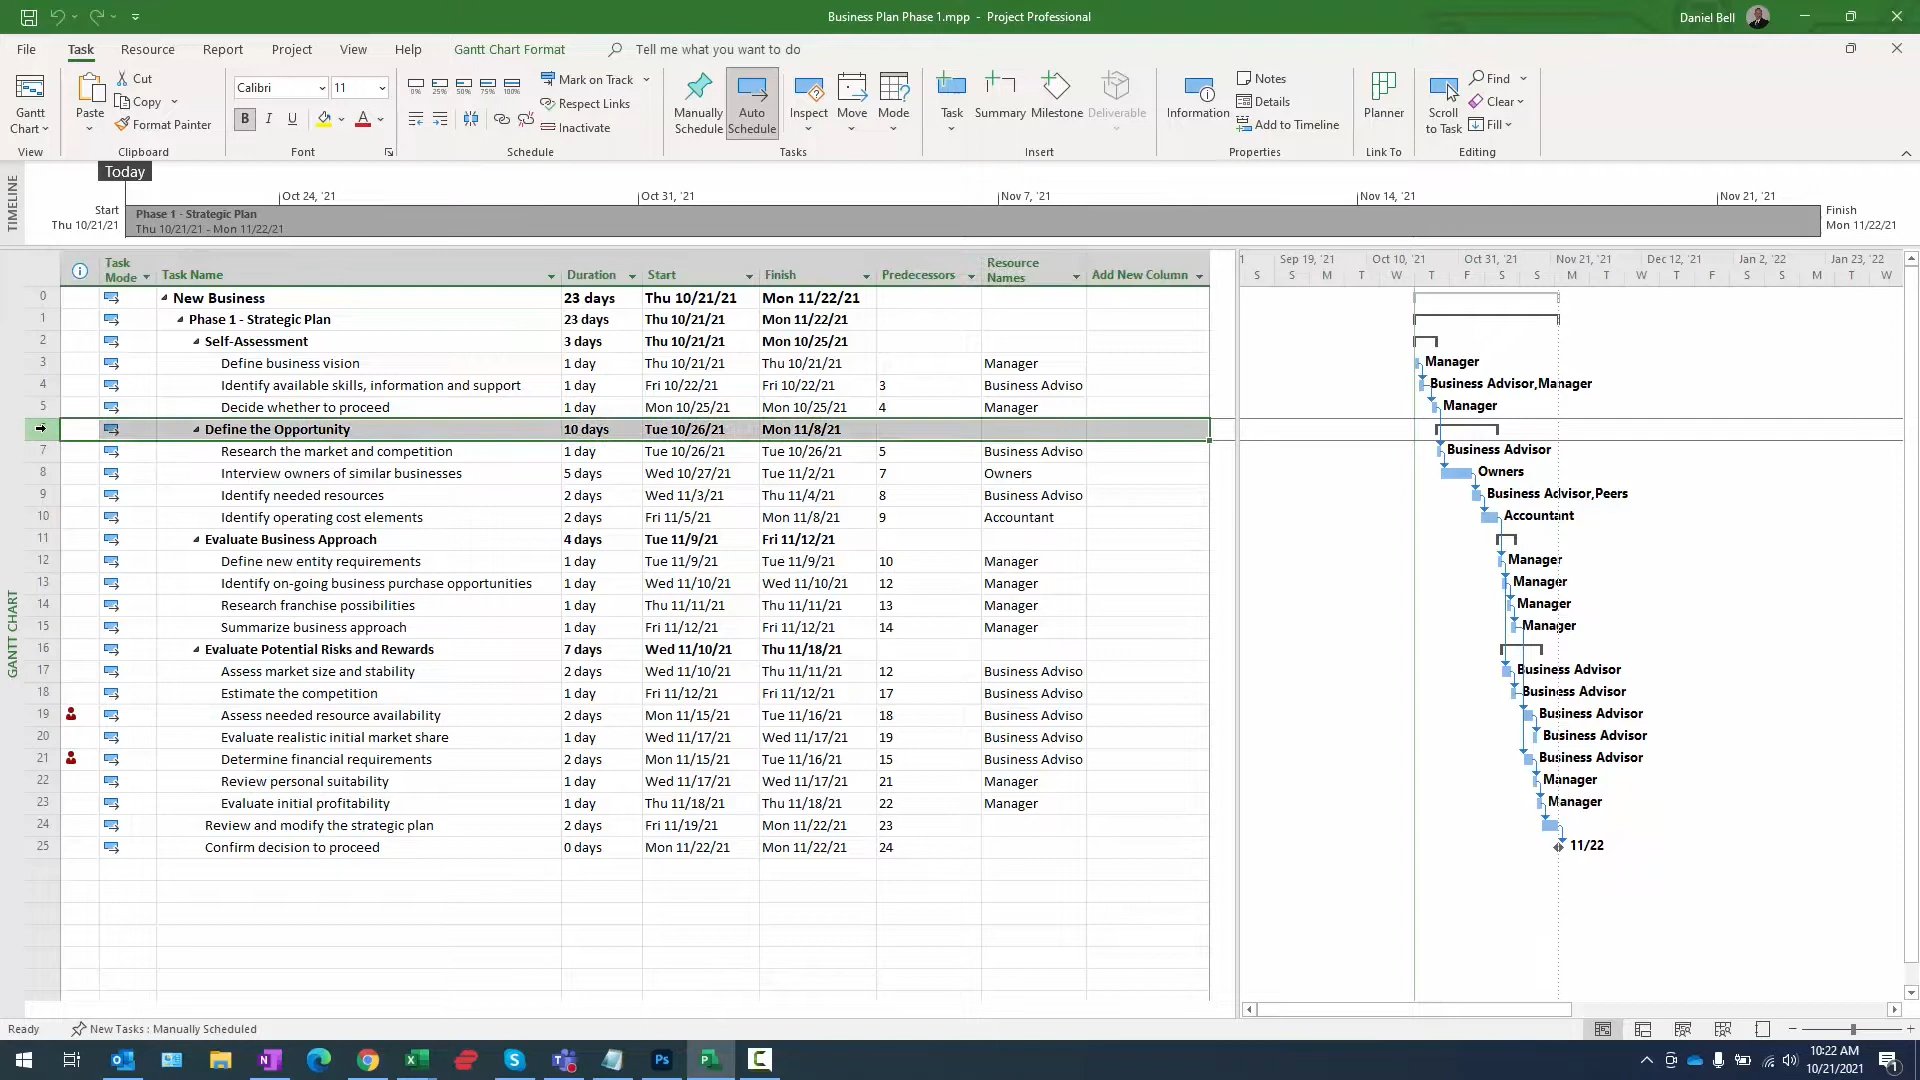 Business Plan Phase 1.mpp - Project Professional
Daniel Bell
File Task Resource Report Project View Help Gantt Chart Format Tell me what you want to do
Gantt Chart
View
Paste
Cut
Copy
Format Painter
Clipboard
Calibri 11
B I U A
Font
0% 25% 50% 75% 100%
Mark on Track
Respect Links
Inactivate
Schedule
Manually Schedule
Auto Schedule
Inspect
Move
Mode
Tasks
Task
Summary
Milestone
Deliverable
Insert
Information
Notes
Details
Add to Timeline
Properties
Planner
Link To
Scroll to Task
Find
Clear
Fill
Editing
Today
TIMELINE
Oct 24, '21 Oct 31, '21 Nov 7, '21 Nov 14, '21 Nov 21, '21
Start
Thu 10/21/21
Phase 1 - Strategic Plan
Thu 10/21/21 - Mon 11/22/21
Finish
Mon 11/22/21
GANTT CHART
Task Mode Task Name Duration Start Finish Predecessors Resource Names Add New Column
0 New Business 23 days Thu 10/21/21 Mon 11/22/21
1 Phase 1 - Strategic Plan 23 days Thu 10/21/21 Mon 11/22/21
2 Self-Assessment 3 days Thu 10/21/21 Mon 10/25/21
3 Define business vision 1 day Thu 10/21/21 Thu 10/21/21 Manager
4 Identify available skills, information and support 1 day Fri 10/22/21 Fri 10/22/21 3 Business Adviso
5 Decide whether to proceed 1 day Mon 10/25/21 Mon 10/25/21 4 Manager
Define the Opportunity 10 days Tue 10/26/21 Mon 11/8/21
7 Research the market and competition 1 day Tue 10/26/21 Tue 10/26/21 5 Business Adviso
8 Interview owners of similar businesses 5 days Wed 10/27/21 Tue 11/2/21 7 Owners
9 Identify needed resources 2 days Wed 11/3/21 Thu 11/4/21 8 Business Adviso
10 Identify operating cost elements 2 days Fri 11/5/21 Mon 11/8/21 9 Accountant
11 Evaluate Business Approach 4 days Tue 11/9/21 Fri 11/12/21
12 Define new entity requirements 1 day Tue 11/9/21 Tue 11/9/21 10 Manager
13 Identify on-going business purchase opportunities 1 day Wed 11/10/21 Wed 11/10/21 12 Manager
14 Research franchise possibilities 1 day Thu 11/11/21 Thu 11/11/21 13 Manager
15 Summarize business approach 1 day Fri 11/12/21 Fri 11/12/21 14 Manager
16 Evaluate Potential Risks and Rewards 7 days Wed 11/10/21 Thu 11/18/21
17 Assess market size and stability 2 days Wed 11/10/21 Thu 11/11/21 12 Business Adviso
18 Estimate the competition 1 day Fri 11/12/21 Fri 11/12/21 17 Business Adviso
19 Assess needed resource availability 2 days Mon 11/15/21 Tue 11/16/21 18 Business Adviso
20 Evaluate realistic initial market share 1 day Wed 11/17/21 Wed 11/17/21 19 Business Adviso
21 Determine financial requirements 2 days Mon 11/15/21 Tue 11/16/21 15 Business Adviso
22 Review personal suitability 1 day Wed 11/17/21 Wed 11/17/21 21 Manager
23 Evaluate initial profitability 1 day Thu 11/18/21 Thu 11/18/21 22 Manager
24 Review and modify the strategic plan 2 days Fri 11/19/21 Mon 11/22/21 23
25 Confirm decision to proceed 0 days Mon 11/22/21 Mon 11/22/21 24
1 Sep 19, '21 Oct 10, '21 Oct 31, '21 Nov 21, '21 Dec 12, '21 Jan 2, '22 Jan 23, '22
S S M T W T F S S M T W T F S S M T W
Manager
Business Advisor,Manager
Manager
Business Advisor
Owners
Business Advisor,Peers
Accountant
Manager
Manager
Manager
Manager
Business Advisor
Business Advisor
Business Advisor
Business Advisor
Business Advisor
Manager
Manager
11/22
Ready New Tasks : Manually Scheduled
10:22 AM
10/21/2021
1